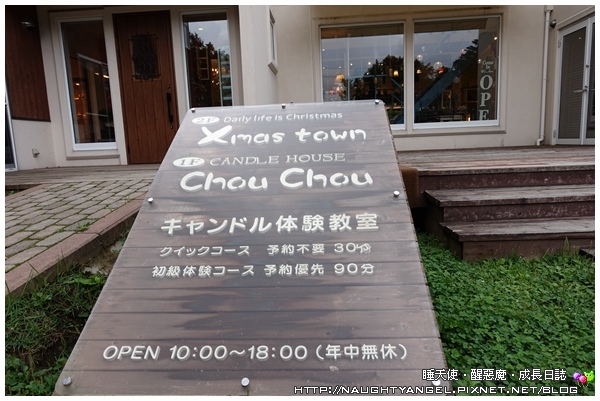 2F Daily life is Christmas
Xmas town
1F CANDLE HOUSE
Chou Chou
キャンドル体験教室
クイックコース 予約不要 30分
初級体験コース 予約優先 90分
OPEN 10:00～18:00（年中無休）
OPE
睡天使‧醒惡魔‧成長日誌
HTTP://NAUGHTYANGEL.PIXNET.NET/BLOG